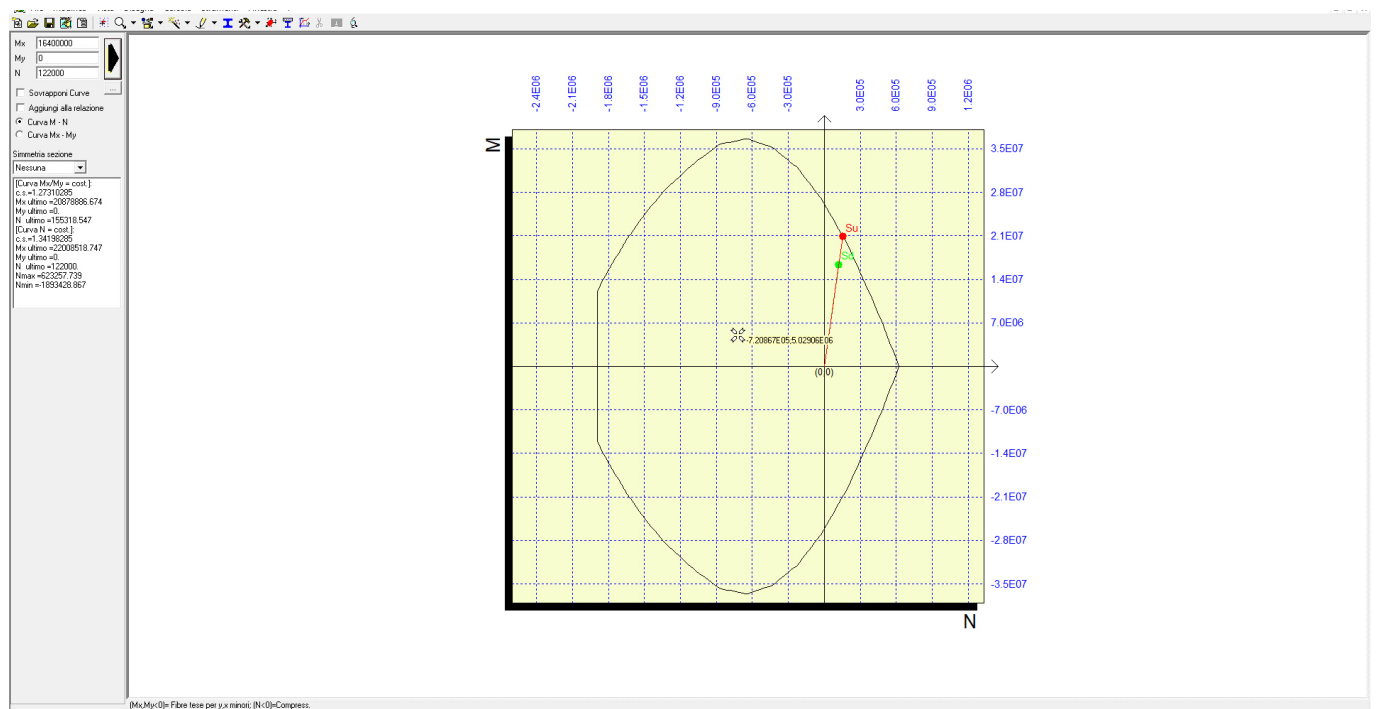 Mx 16400000
My 0
N 122000
...
Sovrapponi Curve
Aggiungi alla relazione
Curva M - N
Curva Mx - My
Simmetria sezione
Nessuna
[Curva Mx/My = cost.]:
c.s.=1.27310285
Mx ultimo =20878886.674
My ultimo =0.
N ultimo =155318.547
[Curva N = cost.]:
c.s.=1.34198285
Mx ultimo =22008518.747
My ultimo =0.
N ultimo =122000.
Nmax =623257.739
Nmin =-1893428.867
-2.4E06 -2.1E06 -1.8E06 -1.5E06 -1.2E06 -9.0E05 -6.0E05 -3.0E05 3.0E05 6.0E05 9.0E05 1.2E06
M
3.5E07
2.8E07
Su
2.1E07
1.4E07
7.0E06
-7.20867E05;5.02906E06
(0,0)
-7.0E06
-1.4E07
-2.1E07
-2.8E07
-3.5E07
N
(Mx,My<0)= Fibre tese per y,x minori; (N<0)=Compress.